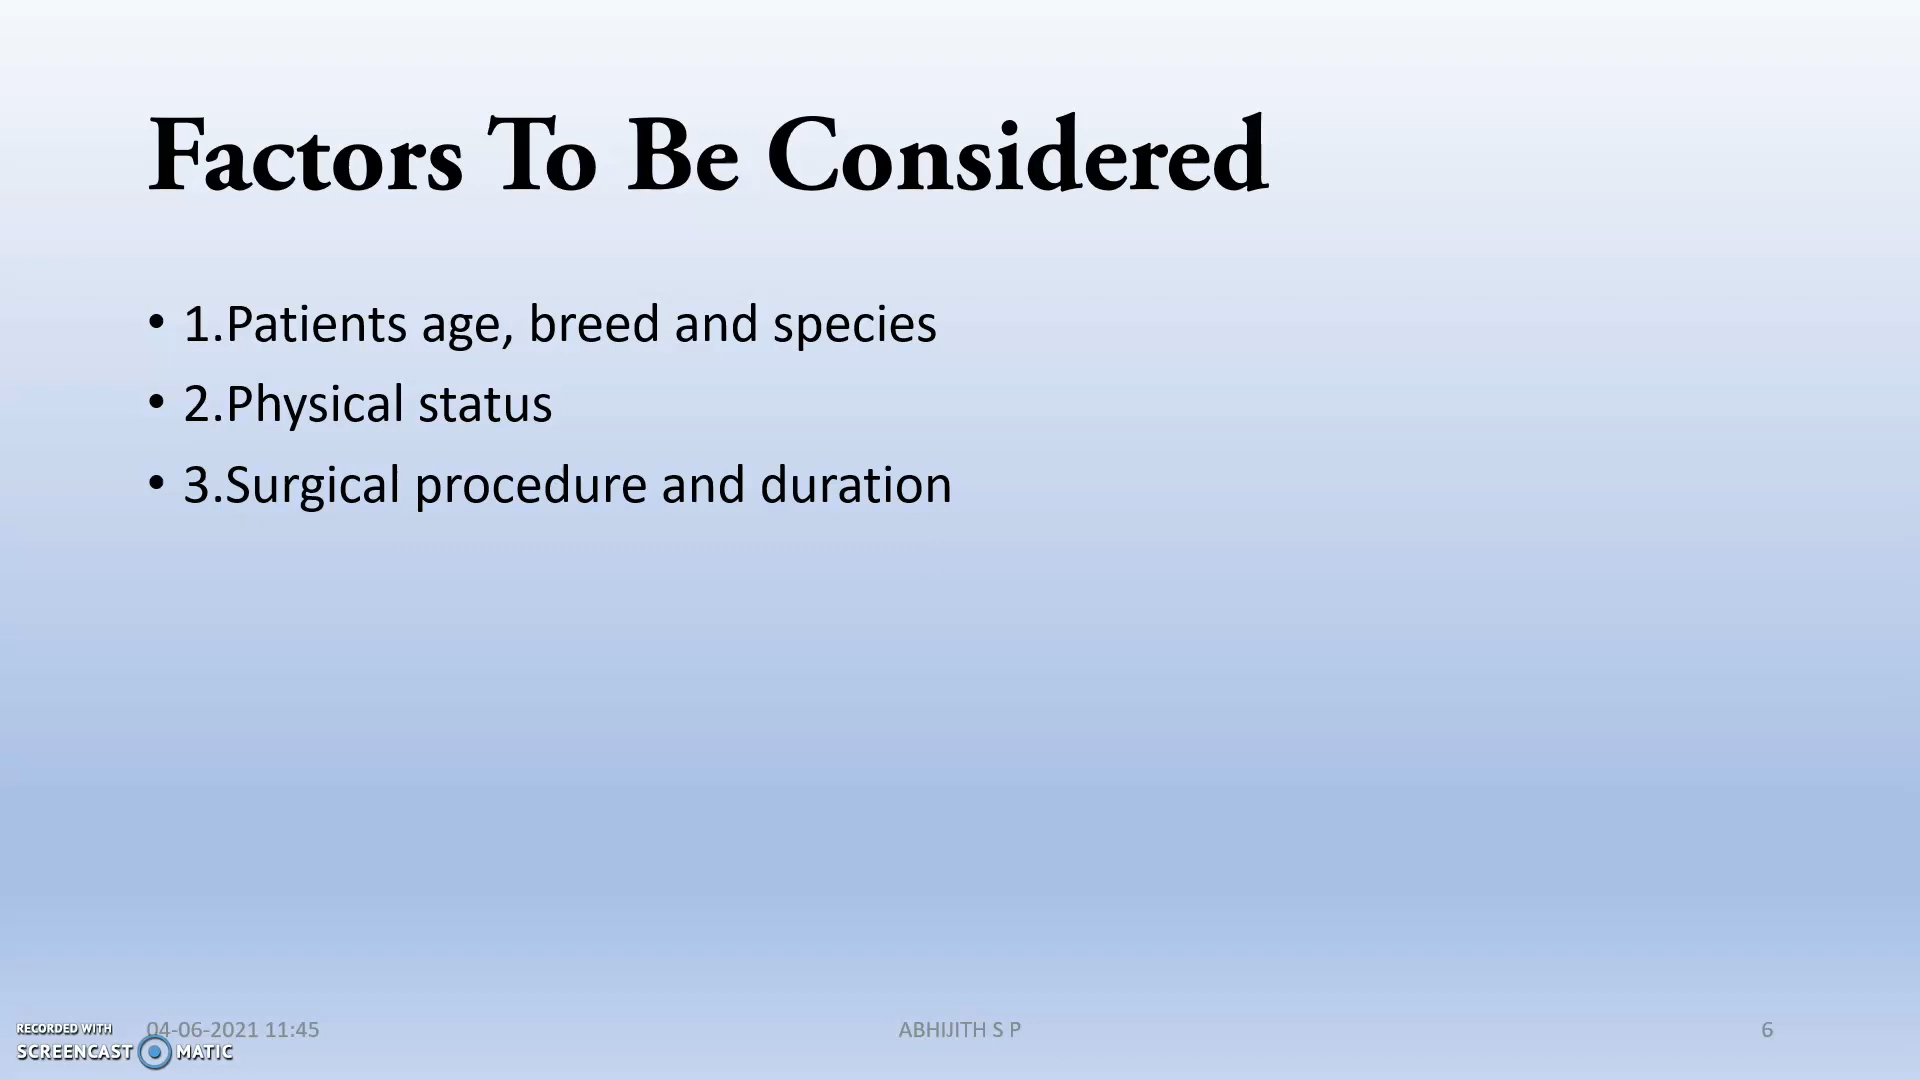 Factors To Be Considered
• 1.Patients age, breed and species
• 2.Physical status
• 3.Surgical procedure and duration
RECORDED WITH
SCREENCAST MATIC
04-06-2021 11:45
ABHIJITH S P
6